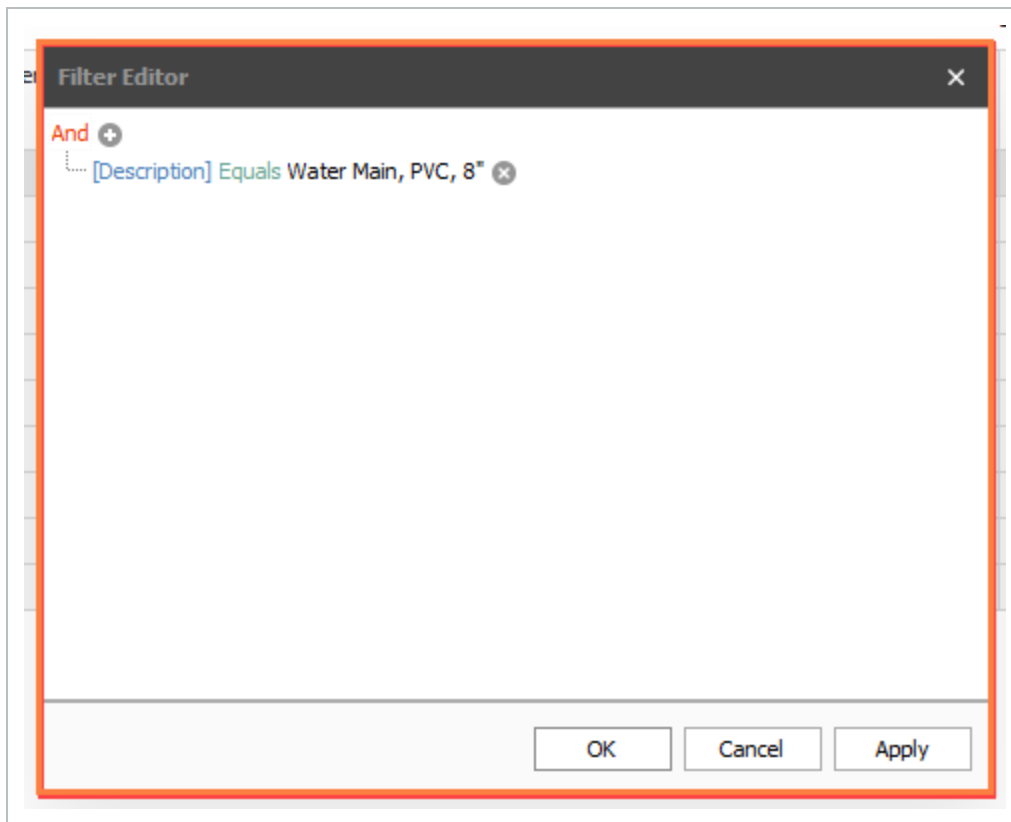 Filter Editor
And
[Description] Equals Water Main, PVC, 8"
OK Cancel Apply